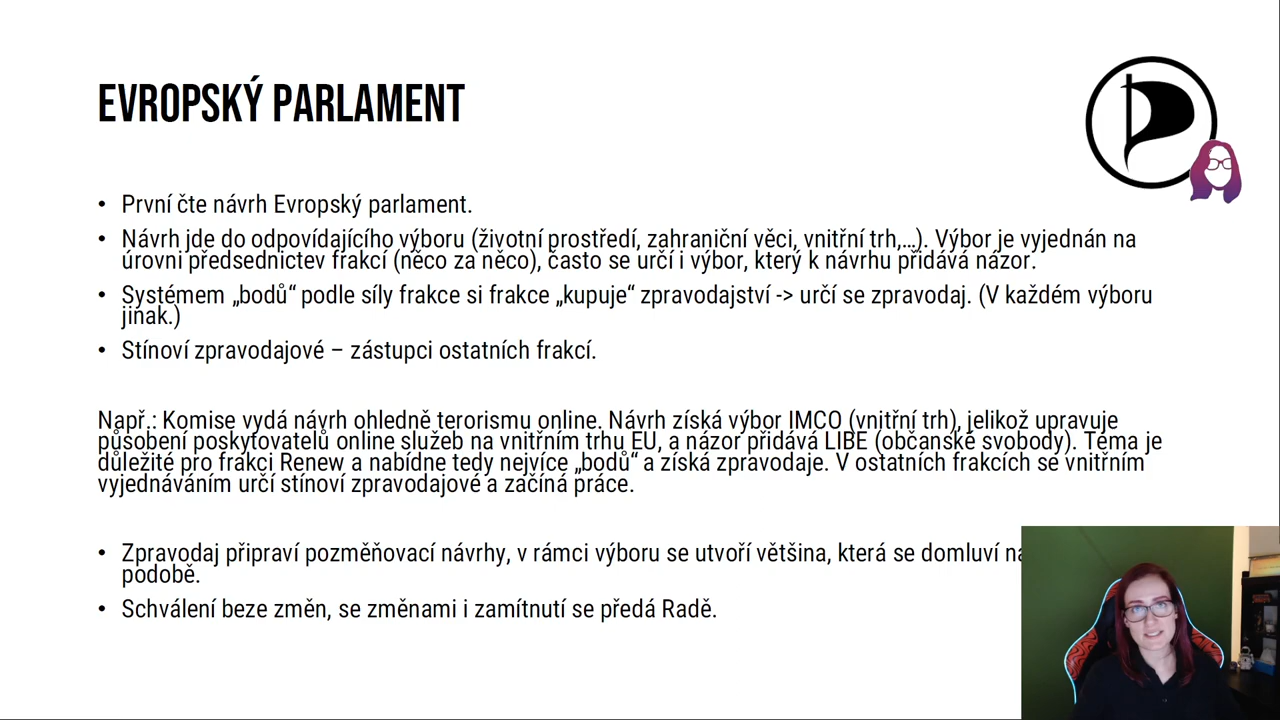 EVROPSKÝ PARLAMENT
• První čte návrh Evropský parlament.
• Návrh jde do odpovídajícího výboru (životní prostředí, zahraniční věci, vnitřní trh,...). Výbor je vyjednán na
úrovni předsednictev frakcí (něco za něco), často se určí i výbor, který k návrhu přidává názor.
• Systémem „bodů“ podle síly frakce si frakce „kupuje“ zpravodajství -> určí se zpravodaj. (V každém výboru
jinak.)
• Stínoví zpravodajové – zástupci ostatních frakcí.
Např.: Komise vydá návrh ohledně terorismu online. Návrh získá výbor IMCO (vnitřní trh), jelikož upravuje
působení poskytovatelů online služeb na vnitřním trhu EU, a názor přidává LIBE (občanské svobody). Téma je
důležité pro frakci Renew a nabídne tedy nejvíce „bodů“ a získá zpravodaje. V ostatních frakcích se vnitřním
vyjednáváním určí stínoví zpravodajové a začíná práce.
• Zpravodaj připraví pozměňovací návrhy, v rámci výboru se utvoří většina, která se domluví
podobě.
• Schválení beze změn, se změnami i zamítnutí se předá Radě.